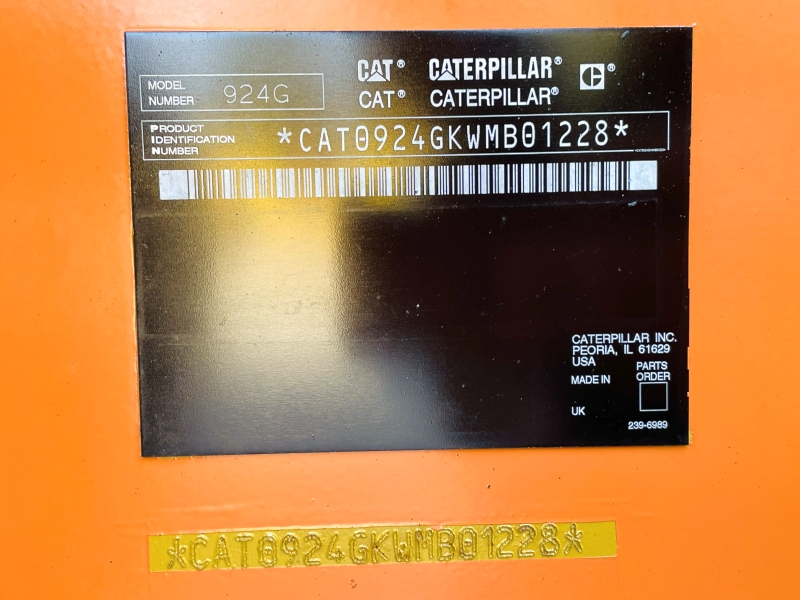 CAT® CATERPILLAR® C®
MODEL NUMBER 924G
CAT® CATERPILLAR®
PRODUCT IDENTIFICATION NUMBER *CAT0924GKWMB01228*
CATERPILLAR INC.
PEORIA, IL 61629
USA
PARTS
MADE IN ORDER
UK
239-6989
*CAT0924GKWMB01228*